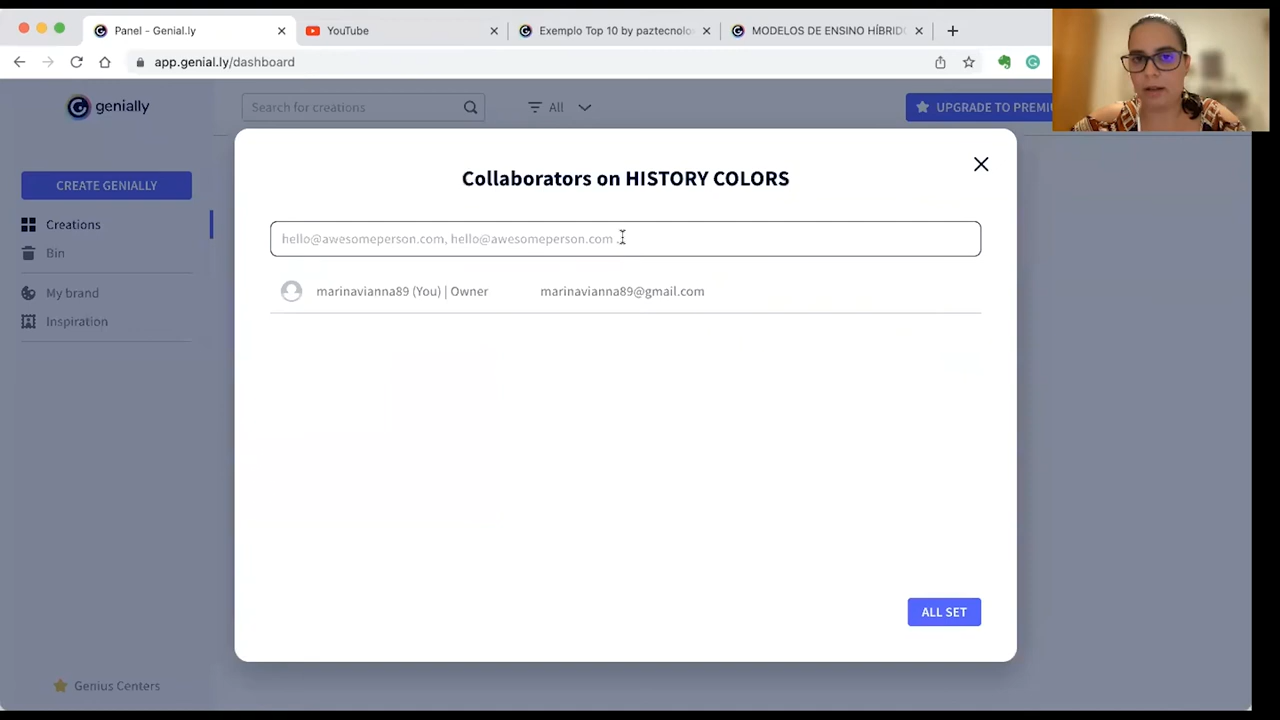 Panel - Genial.ly
YouTube
Exemplo Top 10 by paztecnolo
MODELOS DE ENSINO HÍBRID
app.genial.ly/dashboard
genially
Search for creations
All
UPGRADE TO PREMIU
CREATE GENIALLY
Creations
Bin
My brand
Inspiration
Collaborators on HISTORY COLORS
hello@awesomeperson.com, hello@awesomeperson.com
marinavianna89 (You) | Owner
marinavianna89@gmail.com
ALL SET
Genius Centers